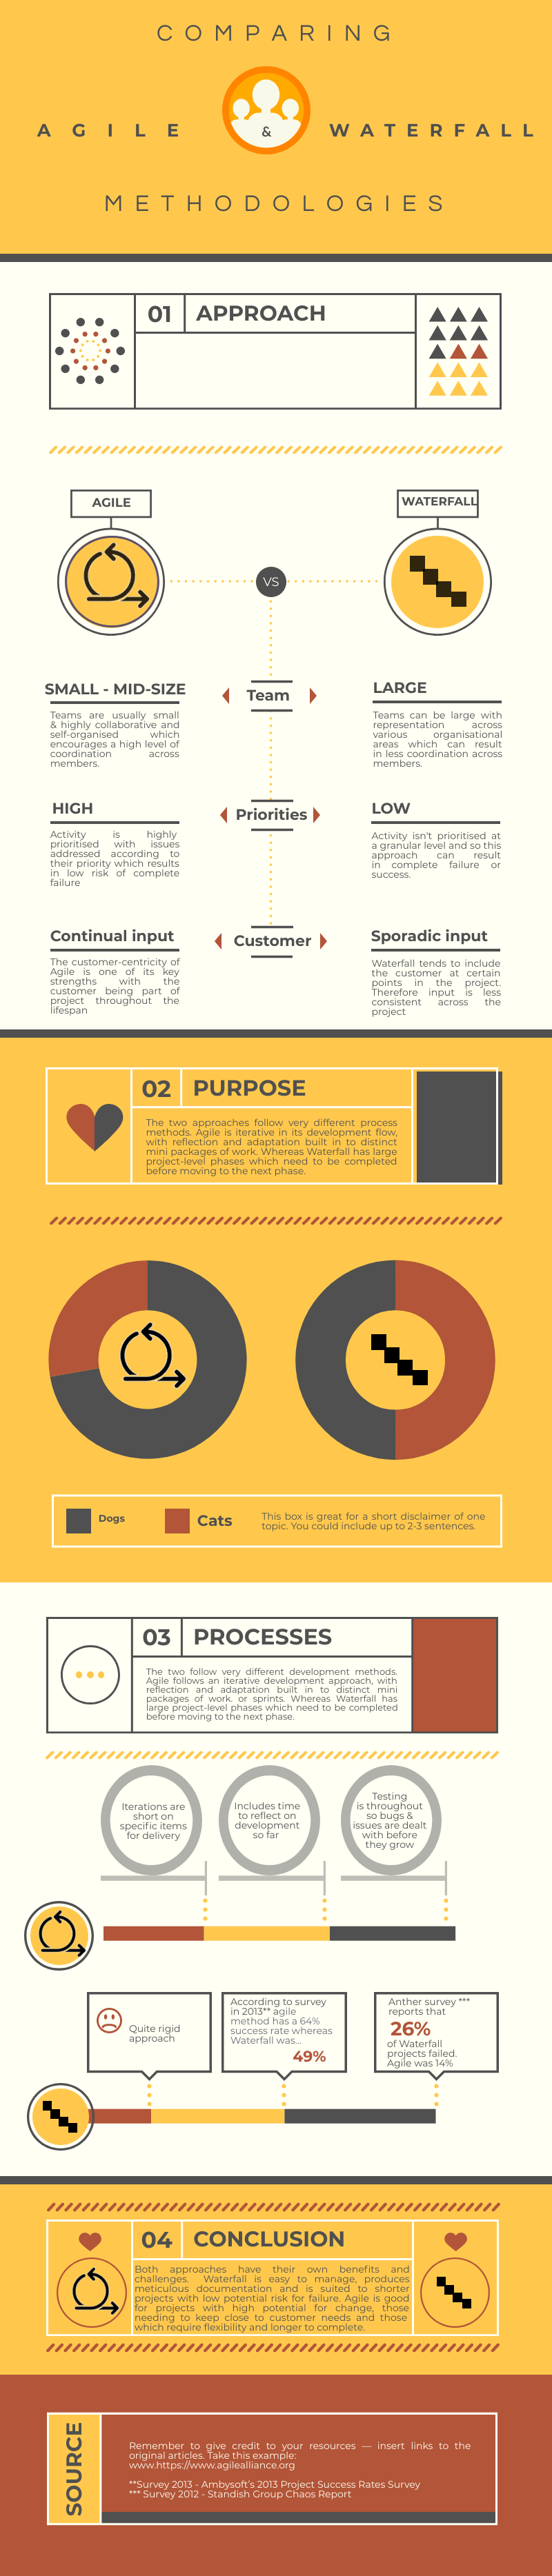 COMPARING
AGILE & WATERFALL
METHODOLOGIES
01 APPROACH
AGILE
WATERFALL
VS
SMALL - MID-SIZE
Teams are usually small
& highly collaborative and
self-organised which
encourages a high level of
coordination across
members.
Team
LARGE
Teams can be large with
representation across
various organisational
areas which can result
in less coordination across
members.
HIGH
Activity is highly
prioritised with issues
addressed according to
their priority which results
in low risk of complete
failure
Priorities
LOW
Activity isn't prioritised at
a granular level and so this
approach can result
in complete failure or
success.
Continual input
The customer-centricity of
Agile is one of its key
strengths with the
customer being part of
project throughout the
lifespan
Customer
Sporadic input
Waterfall tends to include
the customer at certain
points in the project.
Therefore input is less
consistent across the
project
02 PURPOSE
The two approaches follow very different process
methods. Agile is iterative in its development flow,
with reflection and adaptation built in to distinct
mini packages of work. Whereas Waterfall has large
project-level phases which need to be completed
before moving to the next phase.
Dogs
Cats
This box is great for a short disclaimer of one
topic. You could include up to 2-3 sentences.
03 PROCESSES
The two follow very different development methods.
Agile follows an iterative development approach, with
reflection and adaptation built in to distinct mini
packages of work. or sprints. Whereas Waterfall has
large project-level phases which need to be completed
before moving to the next phase.
Iterations are
short on
specific items
for delivery
Includes time
to reflect on
development
so far
Testing
is throughout
so bugs &
issues are dealt
with before
they grow
Quite rigid
approach
According to survey
in 2013** agile
method has a 64%
success rate whereas
Waterfall was...
49%
Anther survey ***
reports that
26%
of Waterfall
projects failed.
Agile was 14%
04 CONCLUSION
Both approaches have their own benefits and
challenges. Waterfall is easy to manage, produces
meticulous documentation and is suited to shorter
projects with low potential risk for failure. Agile is good
for projects with high potential for change, those
needing to keep close to customer needs and those
which require flexibility and longer to complete.
SOURCE
Remember to give credit to your resources — insert links to the
original articles. Take this example:
www.https://www.agilealliance.org
**Survey 2013 - Ambysoft's 2013 Project Success Rates Survey
*** Survey 2012 - Standish Group Chaos Report